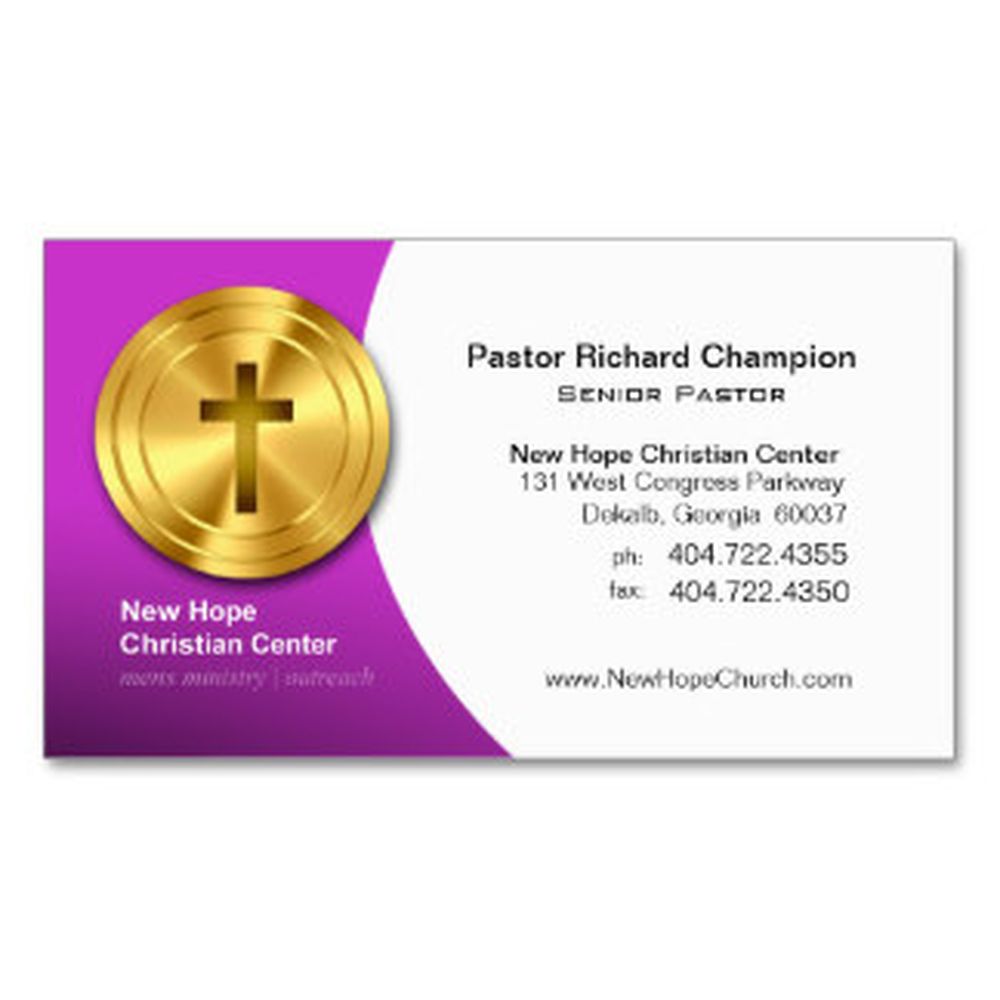 New Hope
Christian Center
mens ministry | outreach
Pastor Richard Champion
Senior Pastor
New Hope Christian Center
131 West Congress Parkway
Dekalb, Georgia 60037
ph: 404.722.4355
fax: 404.722.4350
www.NewHopeChurch.com